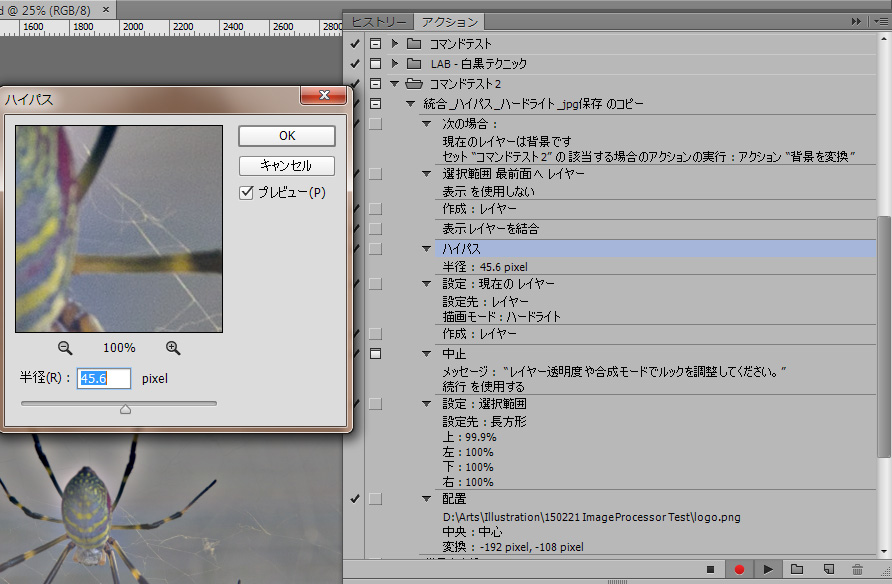 d @ 25% (RGB/8) ×
1600 1800 2000 2200 2400 2600 2800
ヒストリー アクション
コマンドテスト
LAB - 白黒テクニック
コマンドテスト2
統合_ハイパス_ハードライト_jpg保存 のコピー
次の場合：
現在のレイヤーは背景です
セット “コマンドテスト2” の 該当する場合のアクションの実行：アクション “背景を変換”
選択範囲 最前面へ レイヤー
表示 を使用しない
作成：レイヤー
表示レイヤーを結合
ハイパス
半径：45.6 pixel
設定：現在の レイヤー
設定先：レイヤー
描画モード：ハードライト
作成：レイヤー
中止
メッセージ： “レイヤー透明度や合成モードでルックを調整してください。”
続行 を使用する
設定：選択範囲
設定先：長方形
上：99.9%
左：100%
下：100%
右：100%
配置
D:\Arts\Illustration\150221 ImageProcessor Test\logo.png
中央：中心
変換：-192 pixel, -108 pixel
ハイパス
OK
キャンセル
プレビュー(P)
100%
半径(R)： 45.6 pixel